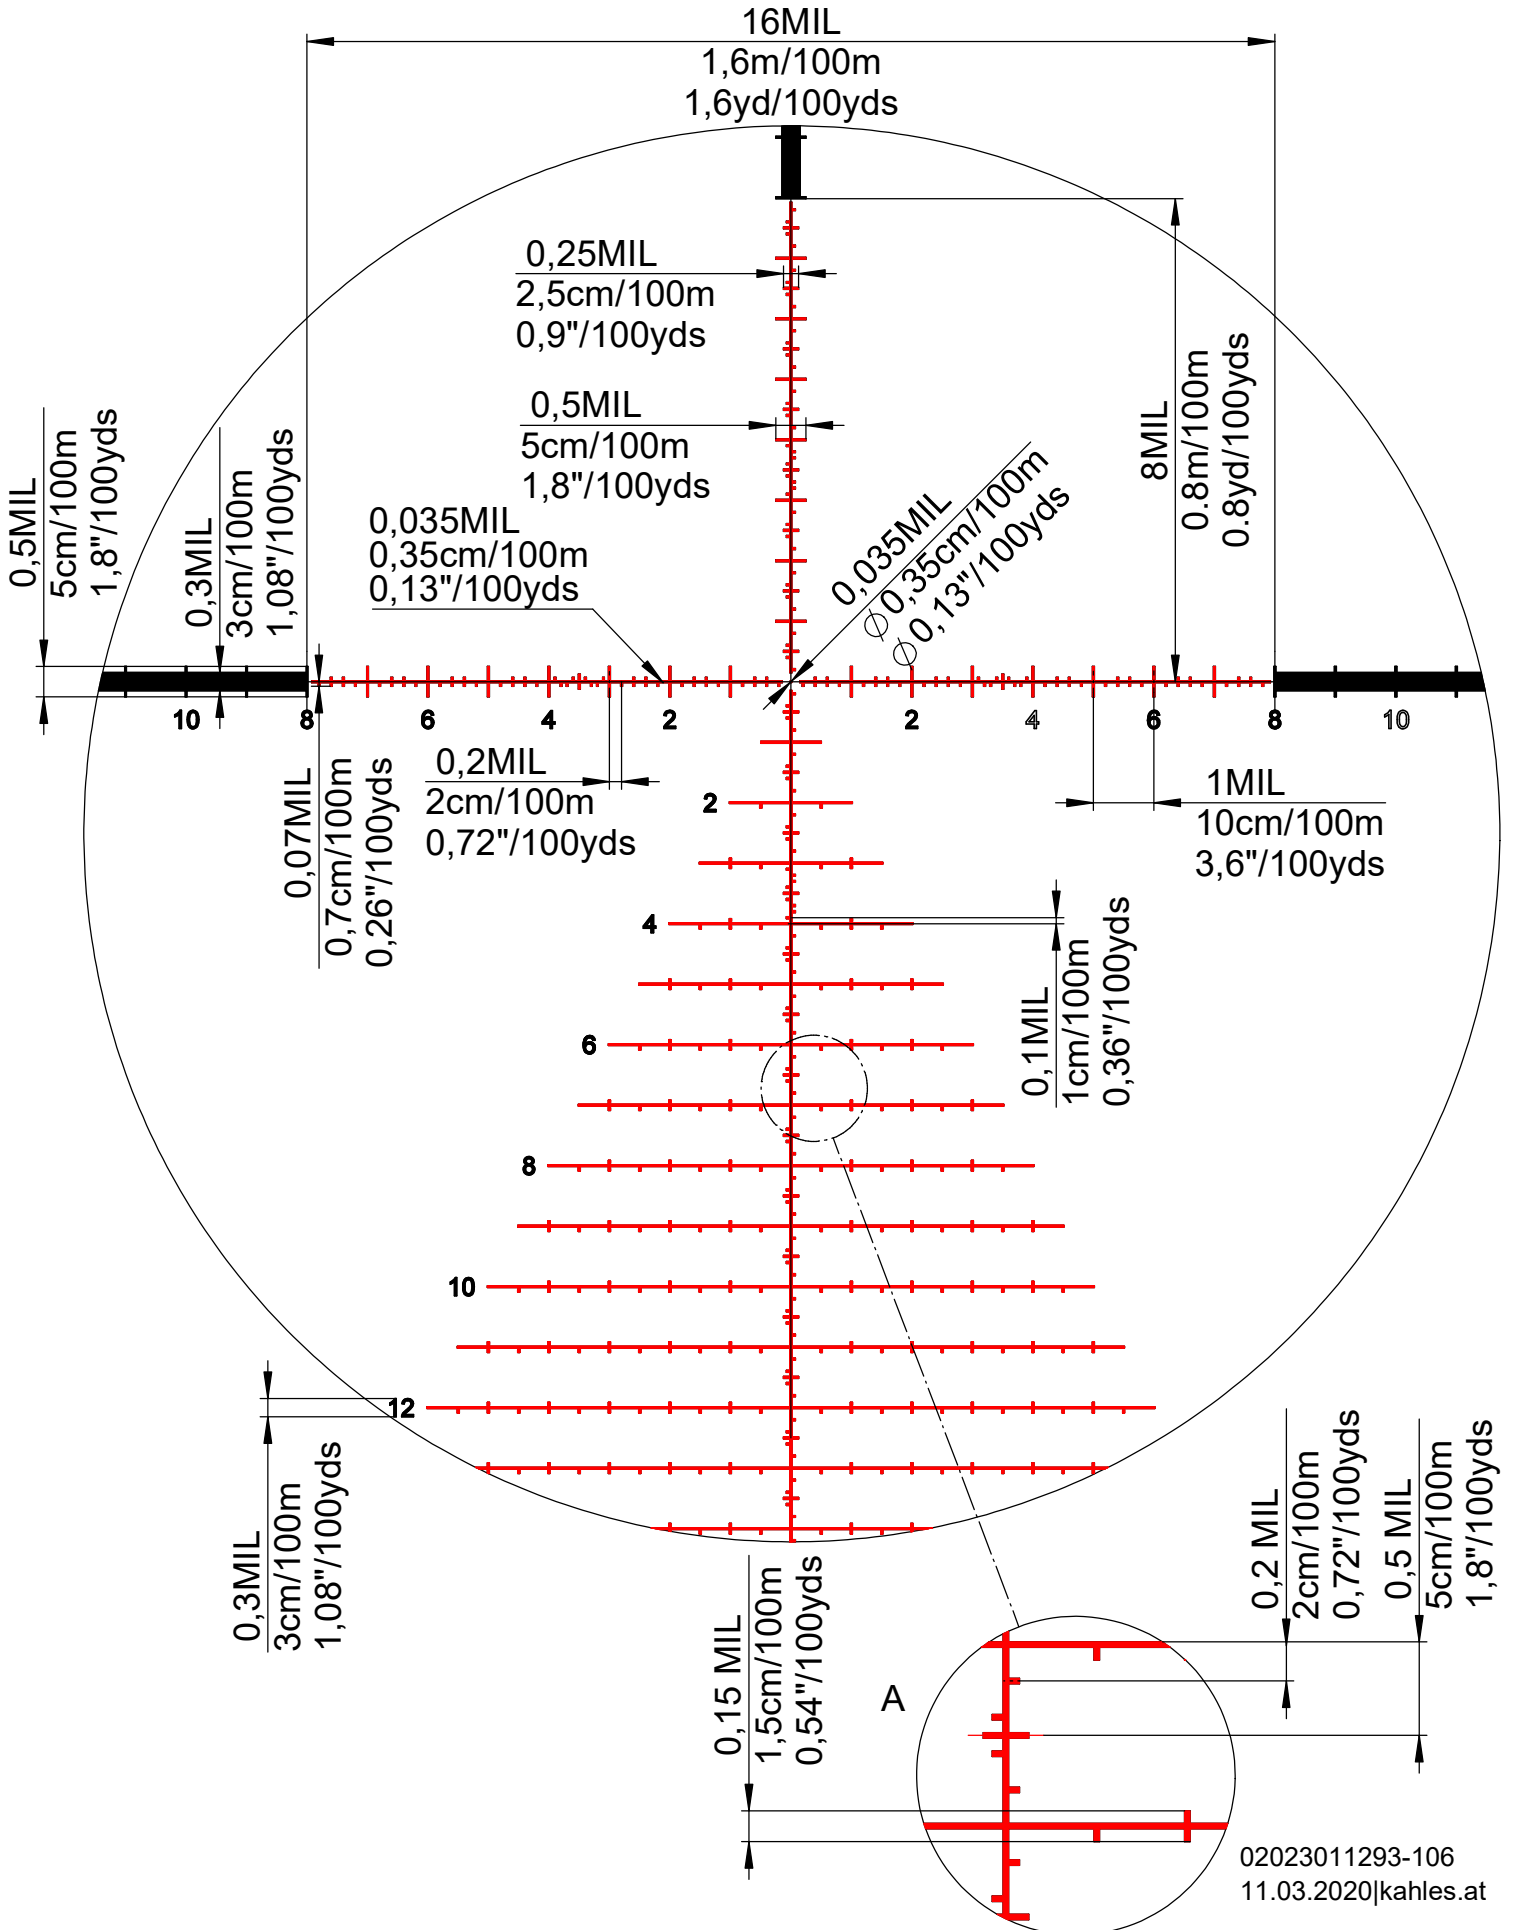 16MIL
1,6m/100m
1,6yd/100yds
0,25MIL
2,5cm/100m
0,9"/100yds
0,5MIL
5cm/100m
1,8"/100yds
8MIL
0.8m/100m
0.8yd/100yds
0,5MIL
5cm/100m
1,8"/100yds
0,3MIL
3cm/100m
1,08"/100yds
0,035MIL
0,35cm/100m
0,13"/100yds
0,035MIL
∅ 0,35cm/100m
∅ 0,13"/100yds
10 8 6 4 2 2 4 6 8 10
0,07MIL
0,7cm/100m
0,26"/100yds
0,2MIL
2cm/100m
0,72"/100yds
1MIL
10cm/100m
3,6"/100yds
2
4
0,1MIL
1cm/100m
0,36"/100yds
6
8
10
12
0,3MIL
3cm/100m
1,08"/100yds
0,15 MIL
1,5cm/100m
0,54"/100yds
A
0,2 MIL
2cm/100m
0,72"/100yds
0,5 MIL
5cm/100m
1,8"/100yds
02023011293-106
11.03.2020|kahles.at